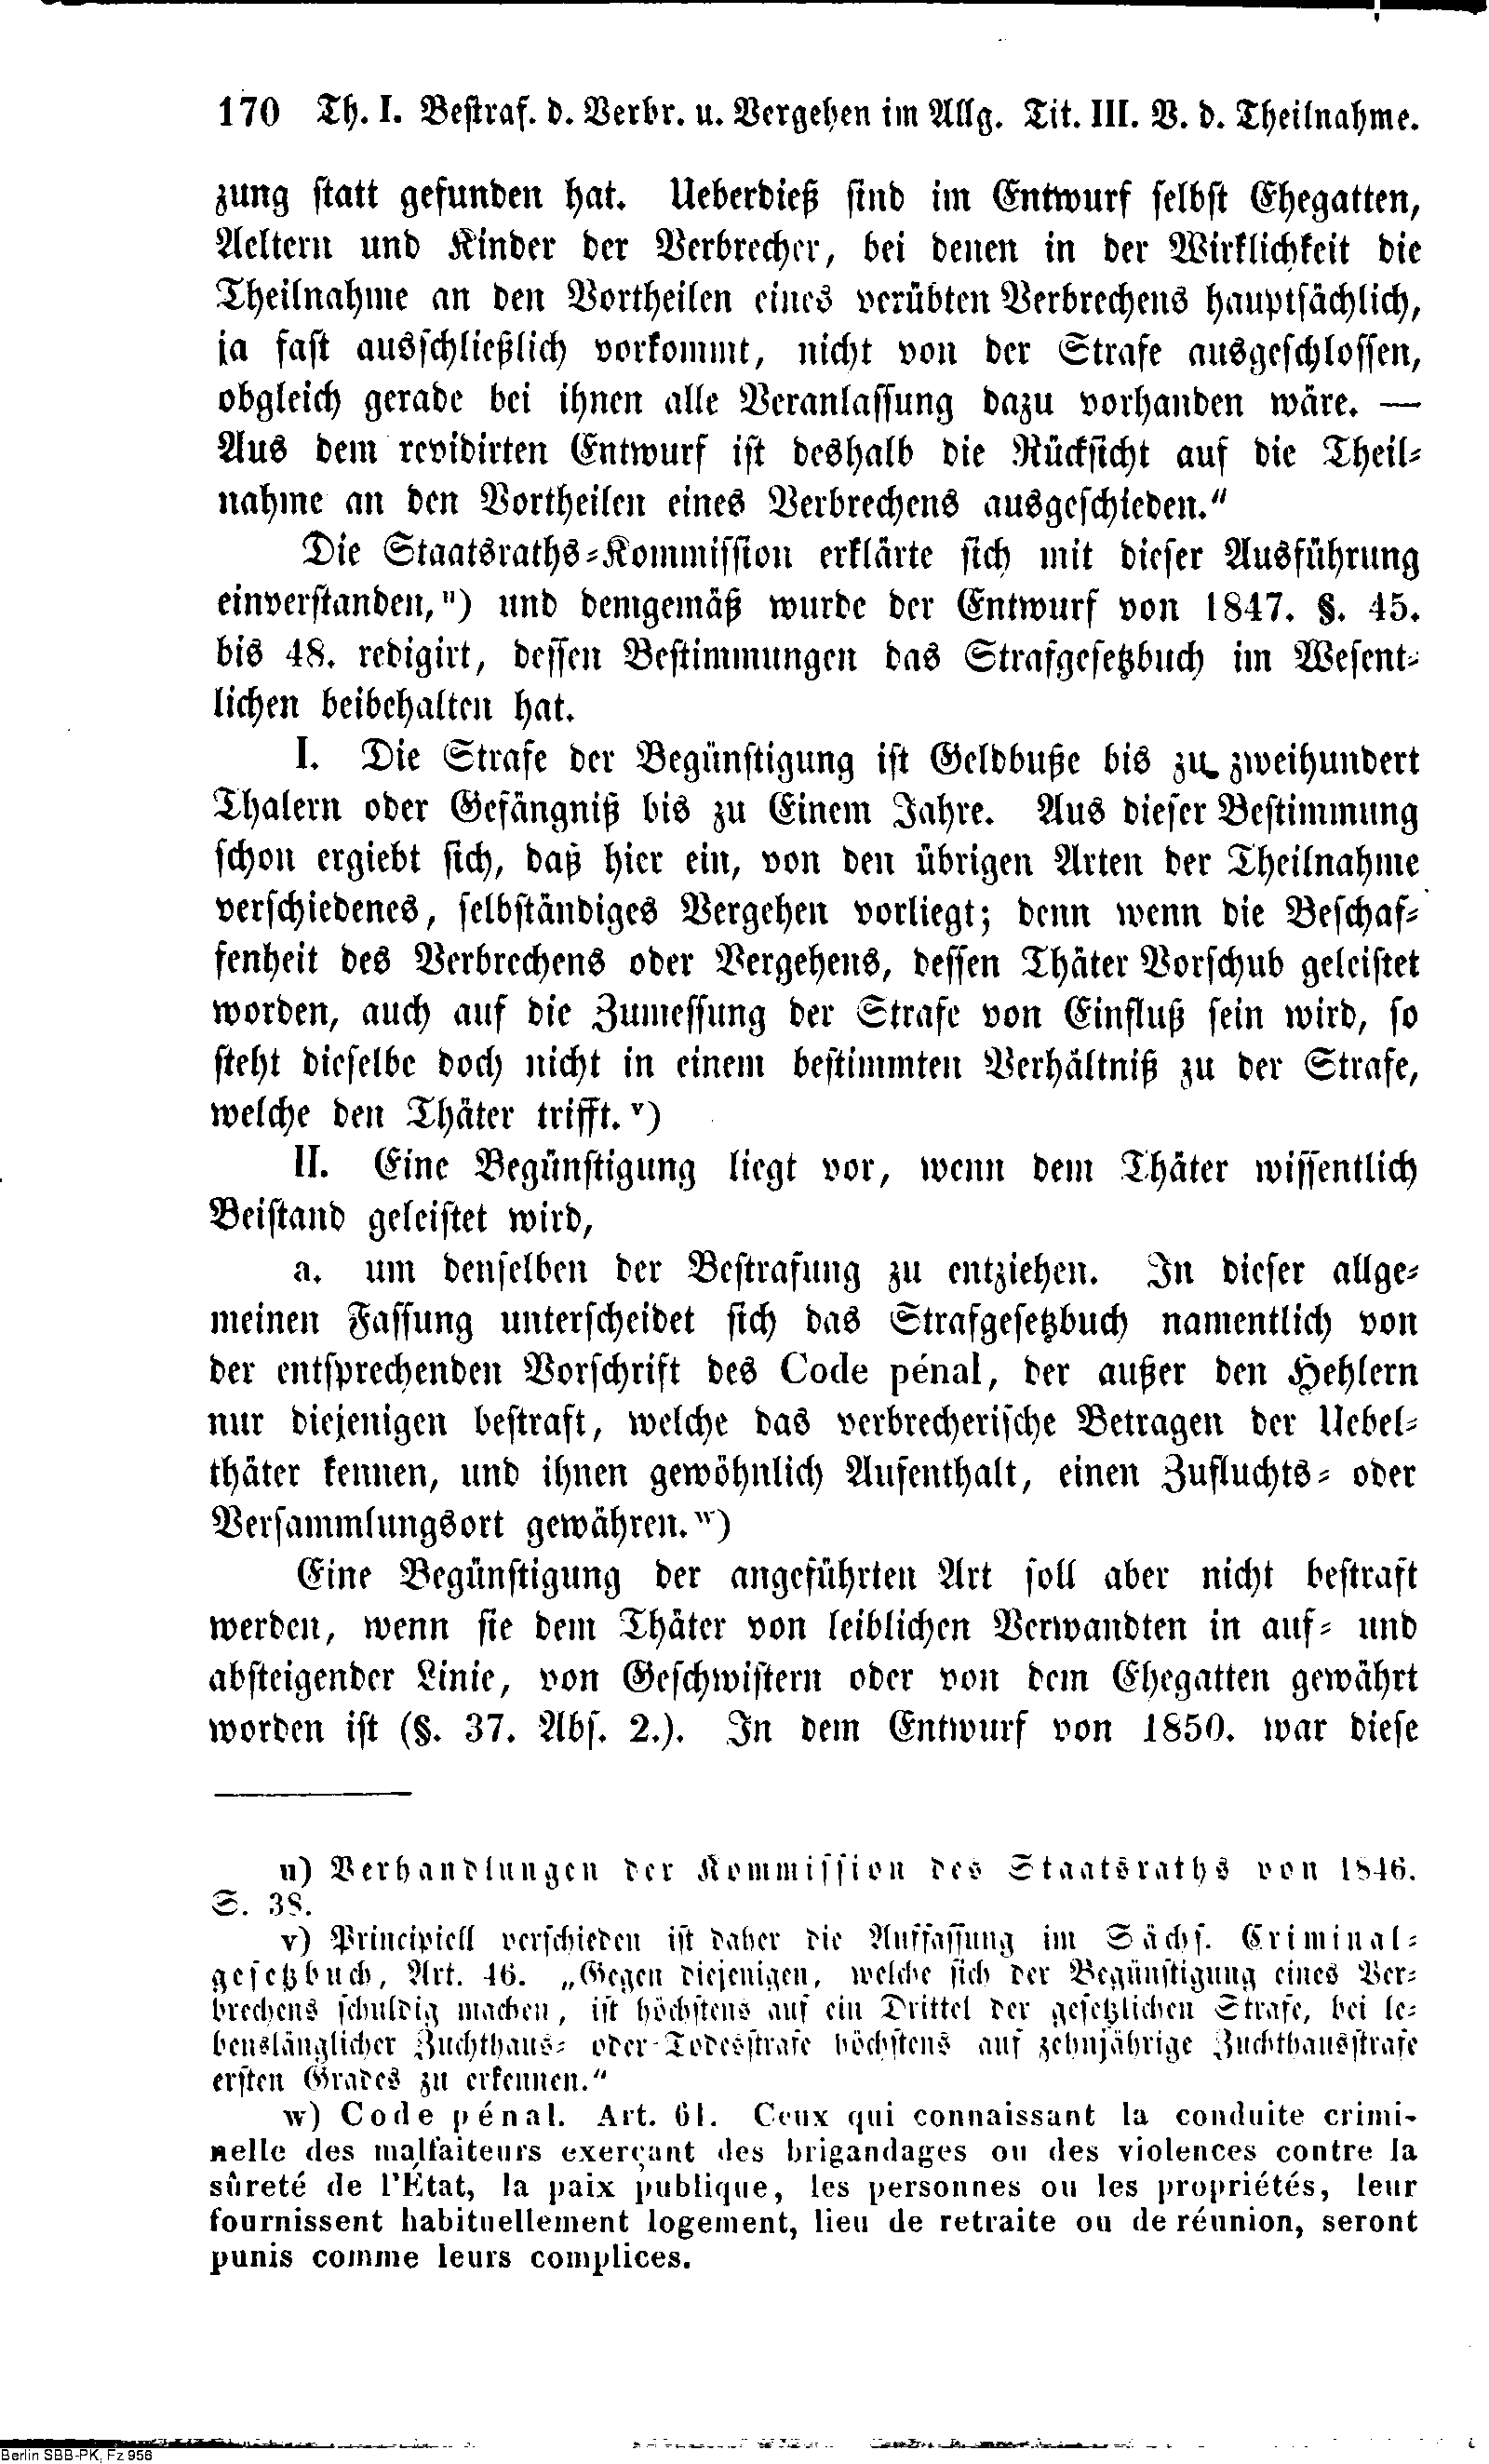 170 Th. I. Bestraf. d. Verbr. u. Vergehen im Allg. Tit. III. V. d. Theilnahme.
zung statt gefunden hat. Ueberdieß sind im Entwurf selbst Ehegatten,
Aeltern und Kinder der Verbrecher, bei denen in der Wirklichkeit die
Theilnahme an den Vortheilen eines verübten Verbrechens hauptsächlich,
ja fast ausschließlich vorkommt, nicht von der Strafe ausgeschlossen,
obgleich gerade bei ihnen alle Veranlassung dazu vorhanden wäre. —
Aus dem revidirten Entwurf ist deshalb die Rücksicht auf die Theil-
nahme an den Vortheilen eines Verbrechens ausgeschieden.“
Die Staatsraths-Kommission erklärte sich mit dieser Ausführung
einverstanden,u) und demgemäß wurde der Entwurf von 1847. §. 45.
bis 48. redigirt, dessen Bestimmungen das Strafgesetzbuch im Wesent-
lichen beibehalten hat.
I. Die Strafe der Begünstigung ist Geldbuße bis zu zweihundert
Thalern oder Gefängniß bis zu Einem Jahre. Aus dieser Bestimmung
schon ergiebt sich, daß hier ein, von den übrigen Arten der Theilnahme
verschiedenes, selbständiges Vergehen vorliegt; denn wenn die Beschaf-
fenheit des Verbrechens oder Vergehens, dessen Thäter Vorschub geleistet
worden, auch auf die Zumessung der Strafe von Einfluß sein wird, so
steht dieselbe doch nicht in einem bestimmten Verhältniß zu der Strafe,
welche den Thäter trifft.v)
II. Eine Begünstigung liegt vor, wenn dem Thäter wissentlich
Beistand geleistet wird,
a. um denselben der Bestrafung zu entziehen. In dieser allge-
meinen Fassung unterscheidet sich das Strafgesetzbuch namentlich von
der entsprechenden Vorschrift des Code pénal, der außer den Hehlern
nur diejenigen bestraft, welche das verbrecherische Betragen der Uebel-
thäter kennen, und ihnen gewöhnlich Aufenthalt, einen Zufluchts- oder
Versammlungsort gewähren.w)
Eine Begünstigung der angeführten Art soll aber nicht bestraft
werden, wenn sie dem Thäter von leiblichen Verwandten in auf- und
absteigender Linie, von Geschwistern oder von dem Ehegatten gewährt
worden ist (§. 37. Abs. 2.). In dem Entwurf von 1850. war diese
u) Verhandlungen der Kommission des Staatsraths von 1846.
S. 38.
v) Principiell verschieden ist daher die Auffassung im Sächs. Criminal-
gesetzbuch, Art. 46. „Gegen diejenigen, welche sich der Begünstigung eines Ver-
brechens schuldig machen, ist höchstens auf ein Drittel der gesetzlichen Strafe, bei le-
benslänglicher Zuchthaus- oder Todesstrafe höchstens auf zehnjährige Zuchthausstrafe
ersten Grades zu erkennen.“
w) Code pénal. Art. 61. Ceux qui connaissant la conduite crimi-
nelle des malfaiteurs exerçant des brigandages ou des violences contre la
sûreté de l'État, la paix publique, les personnes ou les propriétés, leur
fournissent habituellement logement, lieu de retraite ou de réunion, seront
punis comme leurs complices.
Berlin SBB-PK, Fz 956